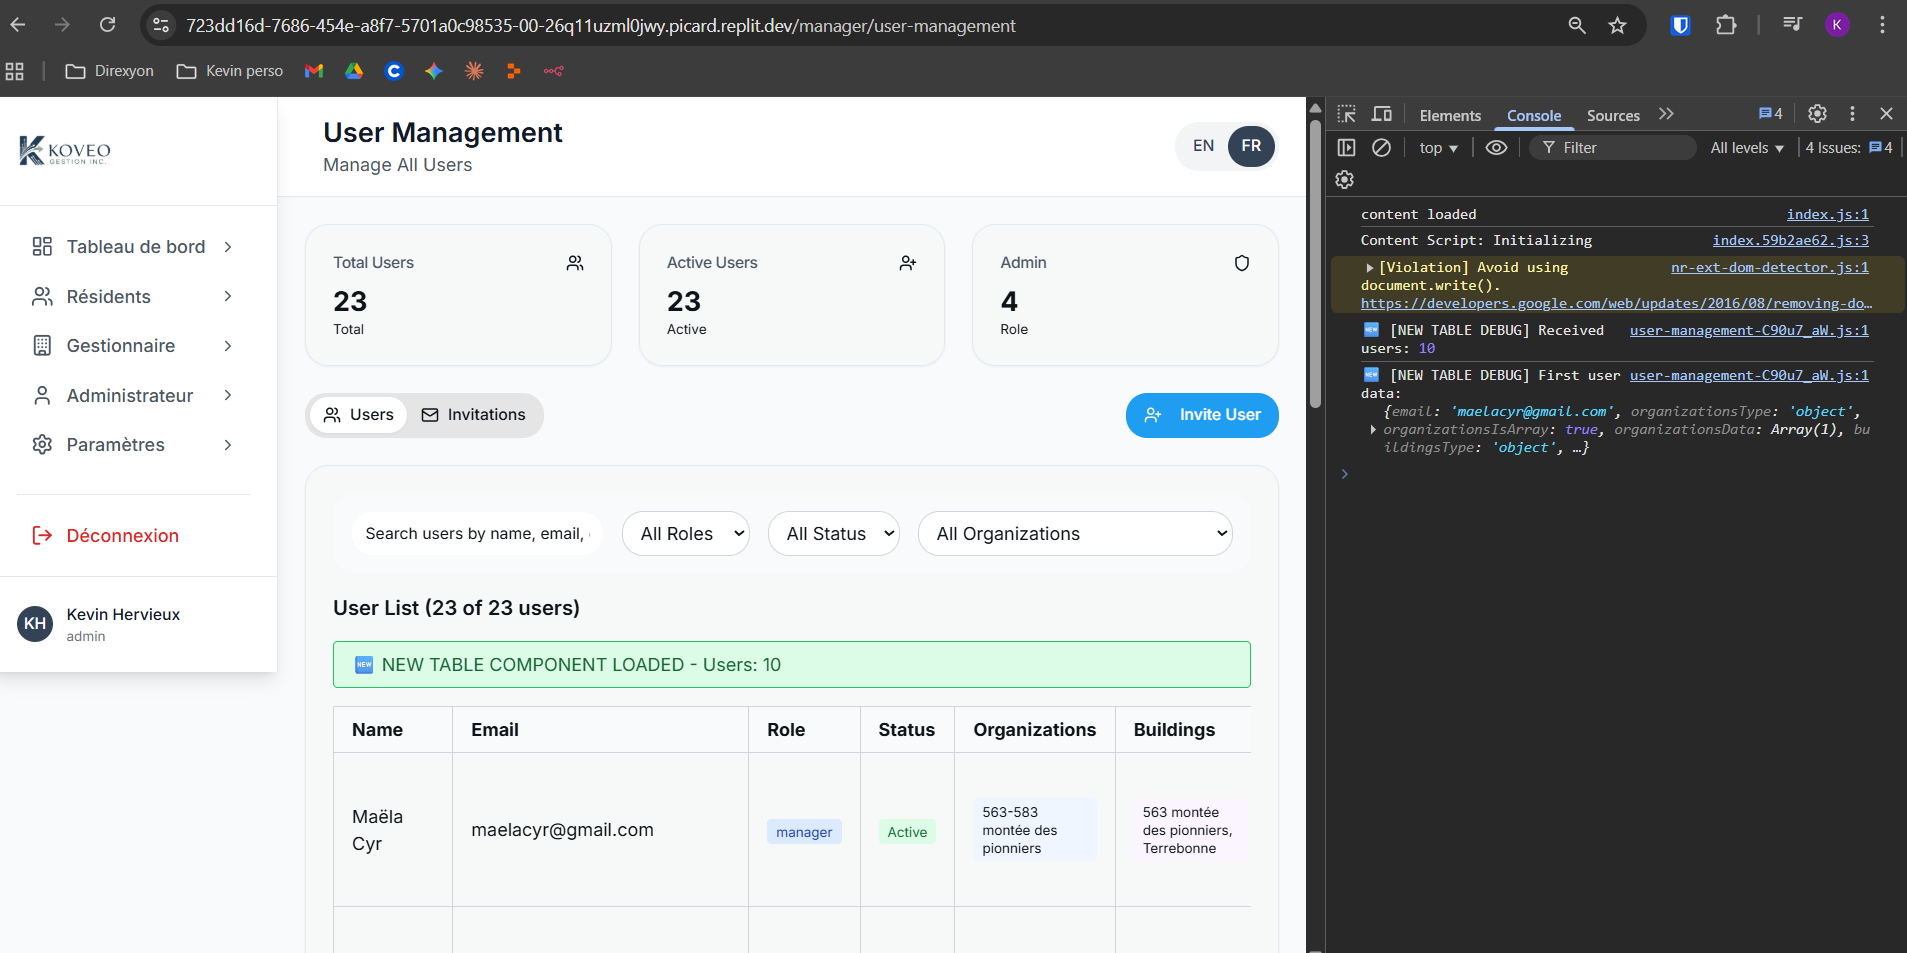 723dd16d-7686-454e-a8f7-5701a0c98535-00-26q11uzml0jwy.picard.replit.dev/manager/user-management
K
Direxyon
Kevin perso
KOVEO
GESTION INC.
Tableau de bord
Résidents
Gestionnaire
Administrateur
Paramètres
Déconnexion
KH
Kevin Hervieux
admin
User Management
Manage All Users
EN
FR
Total Users
23
Total
Active Users
23
Active
Admin
4
Role
Users
Invitations
Invite User
Search users by name, email,
All Roles
All Status
All Organizations
User List (23 of 23 users)
NEW
NEW TABLE COMPONENT LOADED - Users: 10
Name
Email
Role
Status
Organizations
Buildings
Maëla
Cyr
maelacyr@gmail.com
manager
Active
563-583
montée des
pionniers
563 montée
des pionniers,
Terrebonne
Elements
Console
Sources
4
top
Filter
All levels
4 Issues:
4
content loaded
index.js:1
Content Script: Initializing
index.59b2ae62.js:3
[Violation] Avoid using
nr-ext-dom-detector.js:1
document.write().
https://developers.google.com/web/updates/2016/08/removing-do…
[NEW TABLE DEBUG] Received
user-management-C90u7_aW.js:1
users: 10
[NEW TABLE DEBUG] First user
user-management-C90u7_aW.js:1
data:
{email: 'maelacyr@gmail.com', organizationsType: 'object',
organizationsIsArray: true, organizationsData: Array(1), bu
ildingsType: 'object', …}